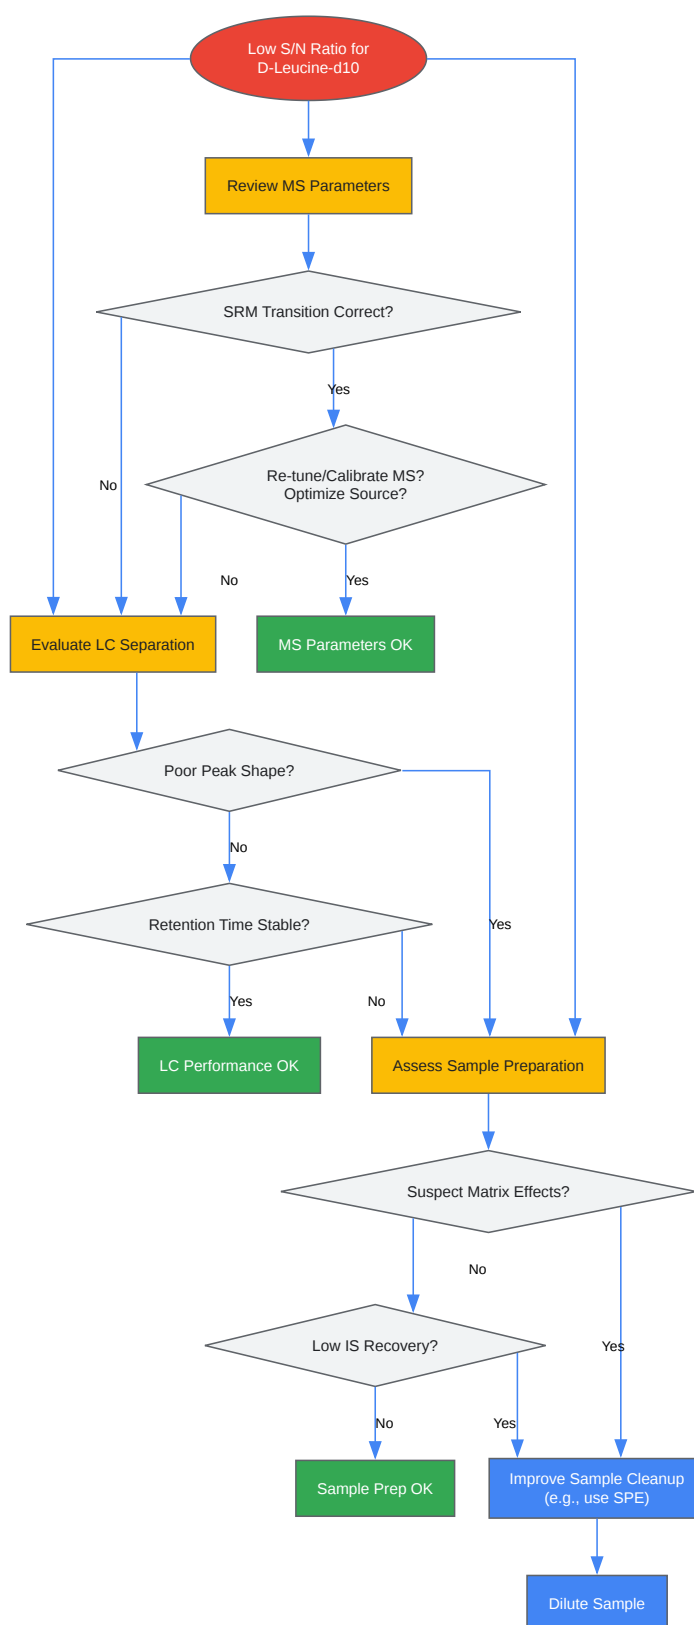 Low S/N Ratio for
D-Leucine-d10
Review MS Parameters
SRM Transition Correct?
Yes
Re-tune/Calibrate MS?
Optimize Source?
No
No
Yes
Evaluate LC Separation
MS Parameters OK
Poor Peak Shape?
No
Retention Time Stable?
Yes
Yes
No
LC Performance OK
Assess Sample Preparation
Suspect Matrix Effects?
No
Low IS Recovery?
Yes
No
Yes
Sample Prep OK
Improve Sample Cleanup
(e.g., use SPE)
Dilute Sample